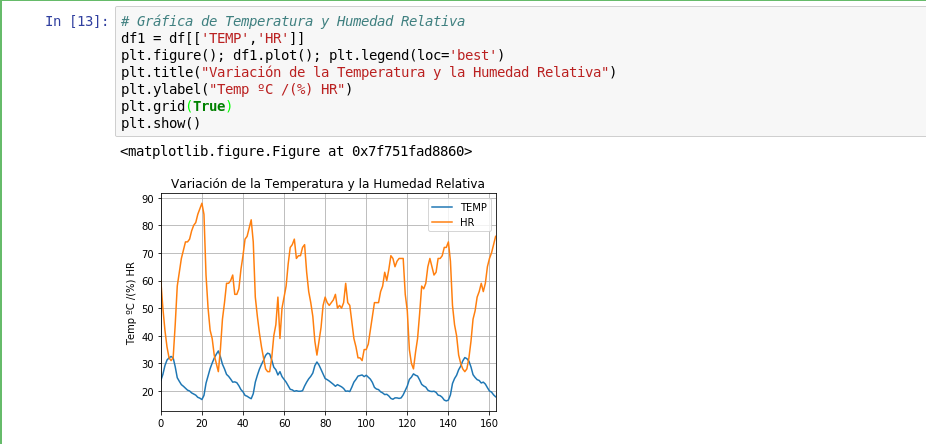 In [13]: # Gráfica de Temperatura y Humedad Relativa
df1 = df[['TEMP','HR']]
plt.figure(); df1.plot(); plt.legend(loc='best')
plt.title("Variación de la Temperatura y la Humedad Relativa")
plt.ylabel("Temp ºC /(%) HR")
plt.grid(True)
plt.show()
<matplotlib.figure.Figure at 0x7f751fad8860>
Variación de la Temperatura y la Humedad Relativa
TEMP
HR
Temp ºC /(%) HR
90
80
70
60
50
40
30
20
0 20 40 60 80 100 120 140 160